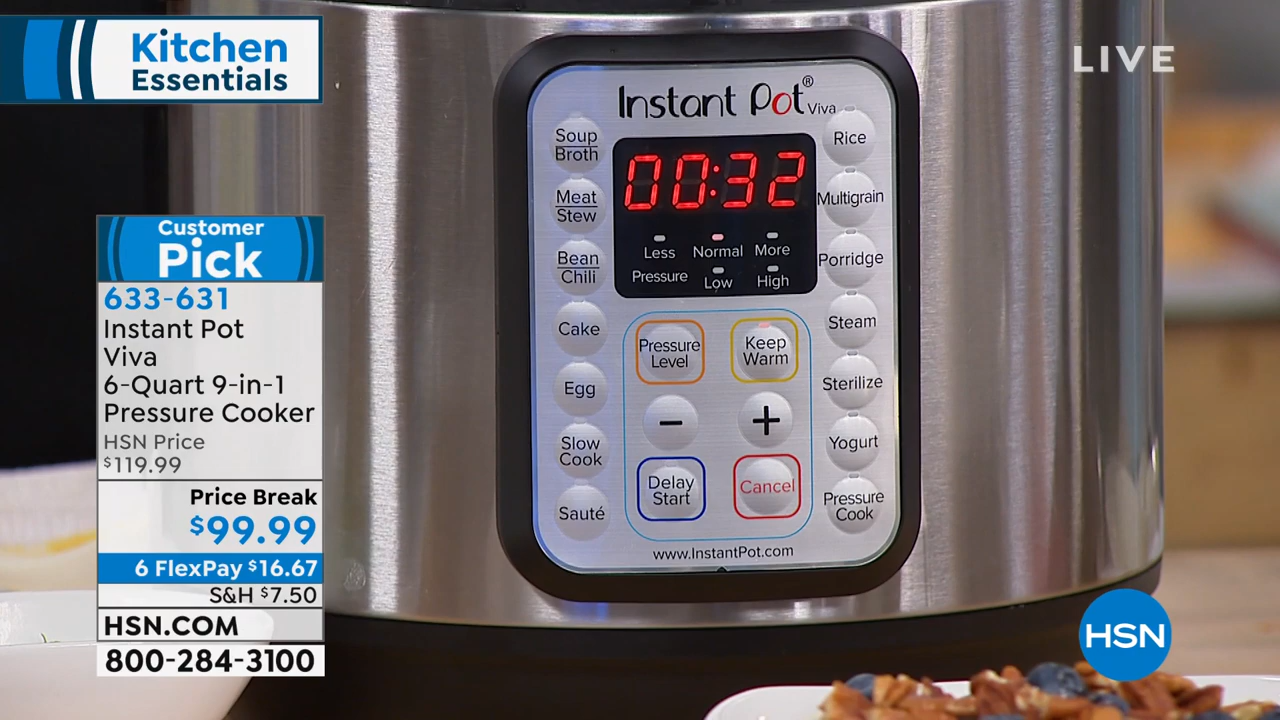 Kitchen
Essentials
LIVE
Customer
Pick
633-631
Instant Pot
Viva
6-Quart 9-in-1
Pressure Cooker
HSN Price
$119.99
Price Break
$99.99
6 FlexPay $16.67
S&H $7.50
HSN.COM
800-284-3100
Instant Pot® Viva
Soup
Broth
Meat
Stew
Bean
Chili
Cake
Egg
Slow
Cook
Sauté
00:32
Less Normal More
Pressure Low High
Pressure
Level
Keep
Warm
- +
Delay
Start
Cancel
Rice
Multigrain
Porridge
Steam
Sterilize
Yogurt
Pressure
Cook
www.InstantPot.com
HSN